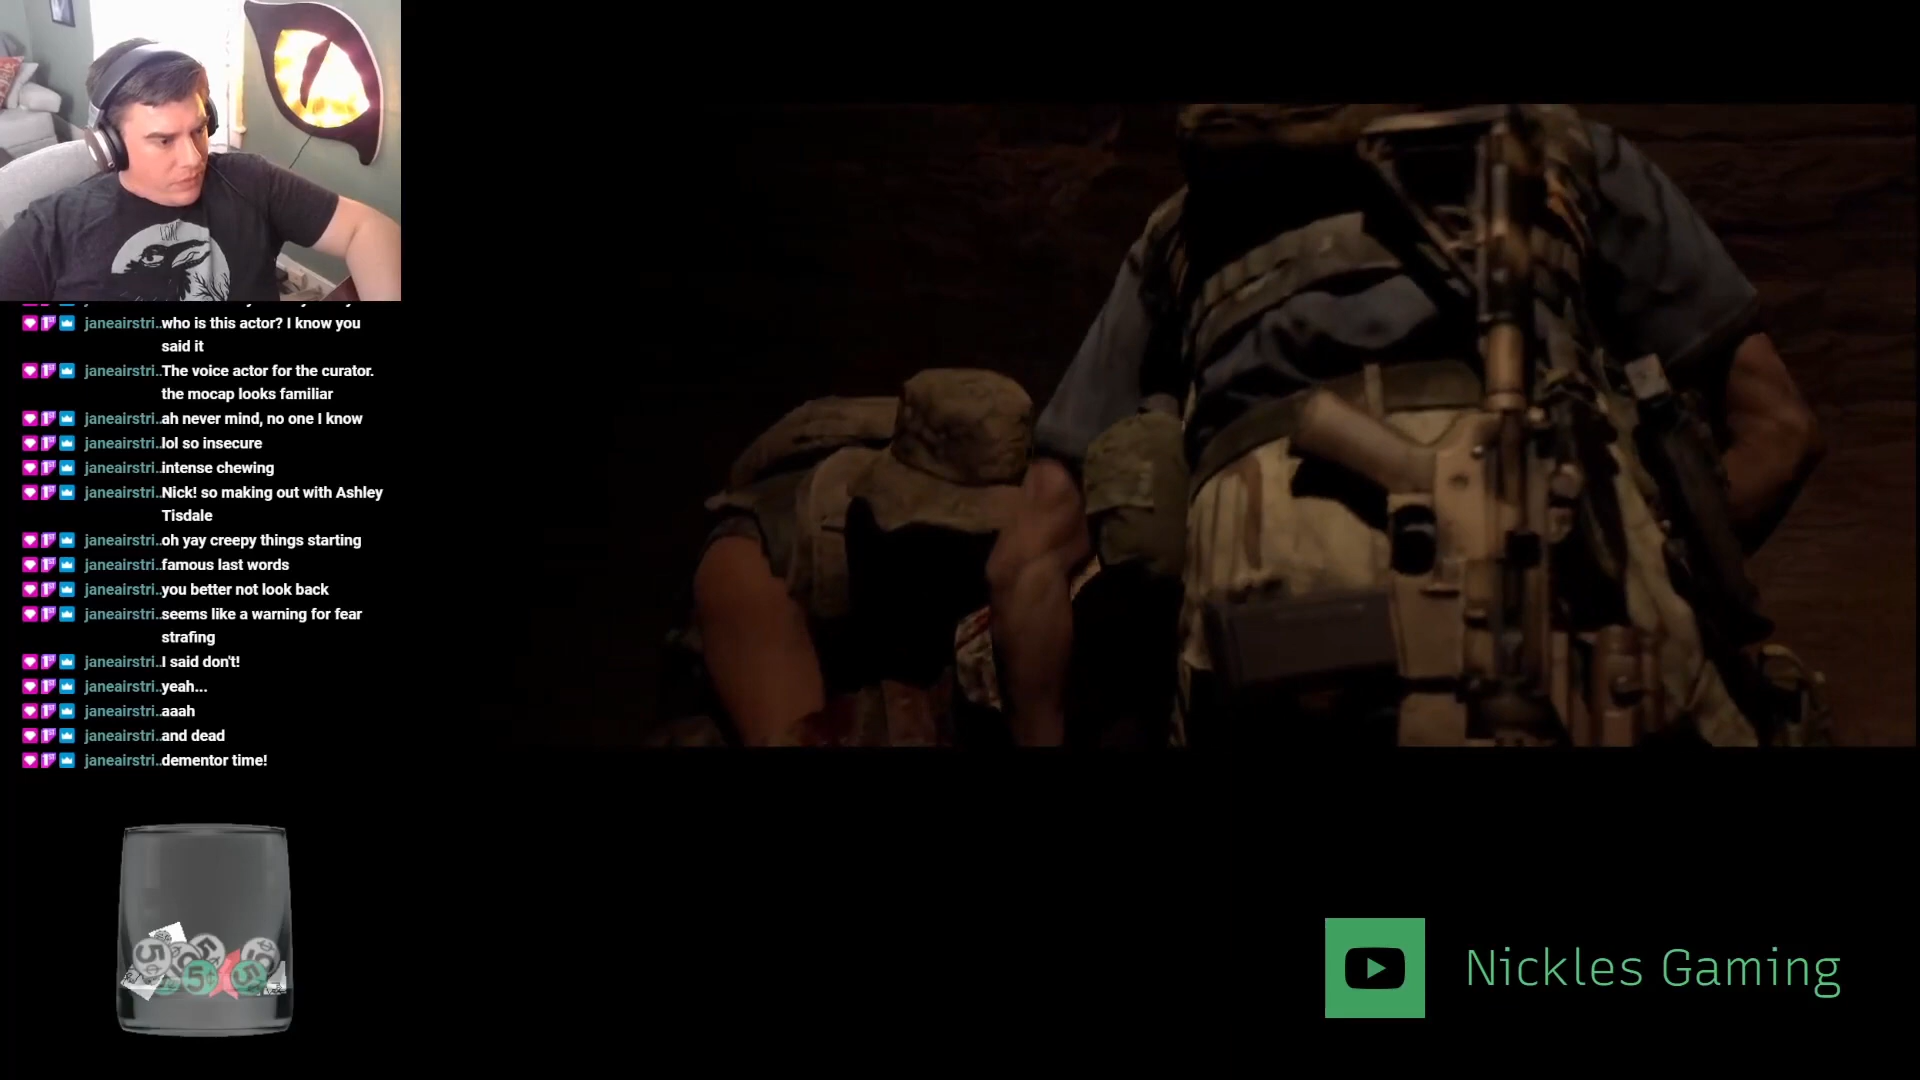 LORE
janeairstri..who is this actor? I know you
said it
janeairstri..The voice actor for the curator.
the mocap looks familiar
janeairstri..ah never mind, no one I know
janeairstri..lol so insecure
janeairstri..intense chewing
janeairstri..Nick! so making out with Ashley
Tisdale
janeairstri..oh yay creepy things starting
janeairstri..famous last words
janeairstri..you better not look back
janeairstri..seems like a warning for fear
strafing
janeairstri..I said don't!
janeairstri..yeah...
janeairstri..aaah
janeairstri..and dead
janeairstri..dementor time!
Nickles Gaming